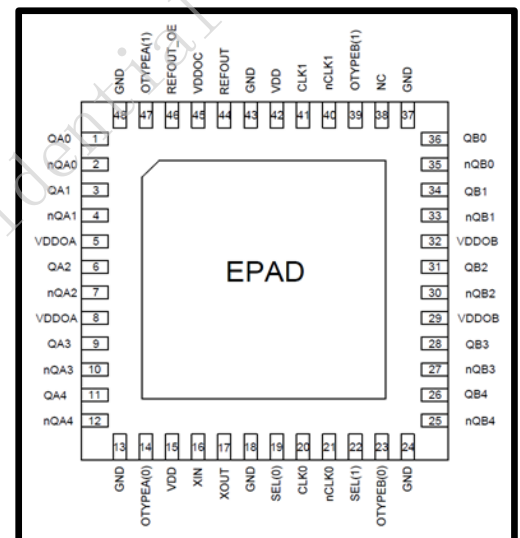 GND OTYPEA(1) REFOUT_OE VDDOC REFOUT GND VDD CLK1 nCLK1 OTYPEB(1) NC GND
48 47 46 45 44 43 42 41 40 39 38 37
QA0 1 36 QB0
nQA0 2 35 nQB0
QA1 3 34 QB1
nQA1 4 33 nQB1
VDDOA 5 32 VDDOB
QA2 6 31 QB2
nQA2 7 30 nQB2
VDDOA 8 29 VDDOB
QA3 9 28 QB3
nQA3 10 27 nQB3
QA4 11 26 QB4
nQA4 12 25 nQB4
EPAD
13 14 15 16 17 18 19 20 21 22 23 24
GND OTYPEA(0) VDD XIN XOUT GND SEL(0) CLK0 nCLK0 SEL(1) OTYPEB(0) GND
idential